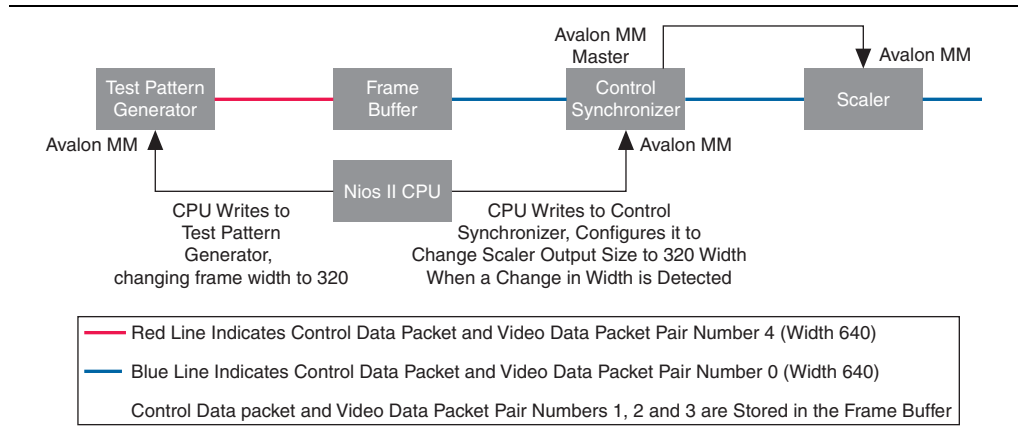 Avalon MM
Master
Avalon MM
Test Pattern
Generator
Frame
Buffer
Control
Synchronizer
Scaler
Avalon MM
Avalon MM
Nios II CPU
CPU Writes to
Test Pattern
Generator,
changing frame width to 320
CPU Writes to Control
Synchronizer, Configures it to
Change Scaler Output Size to 320 Width
When a Change in Width is Detected
Red Line Indicates Control Data Packet and Video Data Packet Pair Number 4 (Width 640)
Blue Line Indicates Control Data Packet and Video Data Packet Pair Number 0 (Width 640)
Control Data packet and Video Data Packet Pair Numbers 1, 2 and 3 are Stored in the Frame Buffer